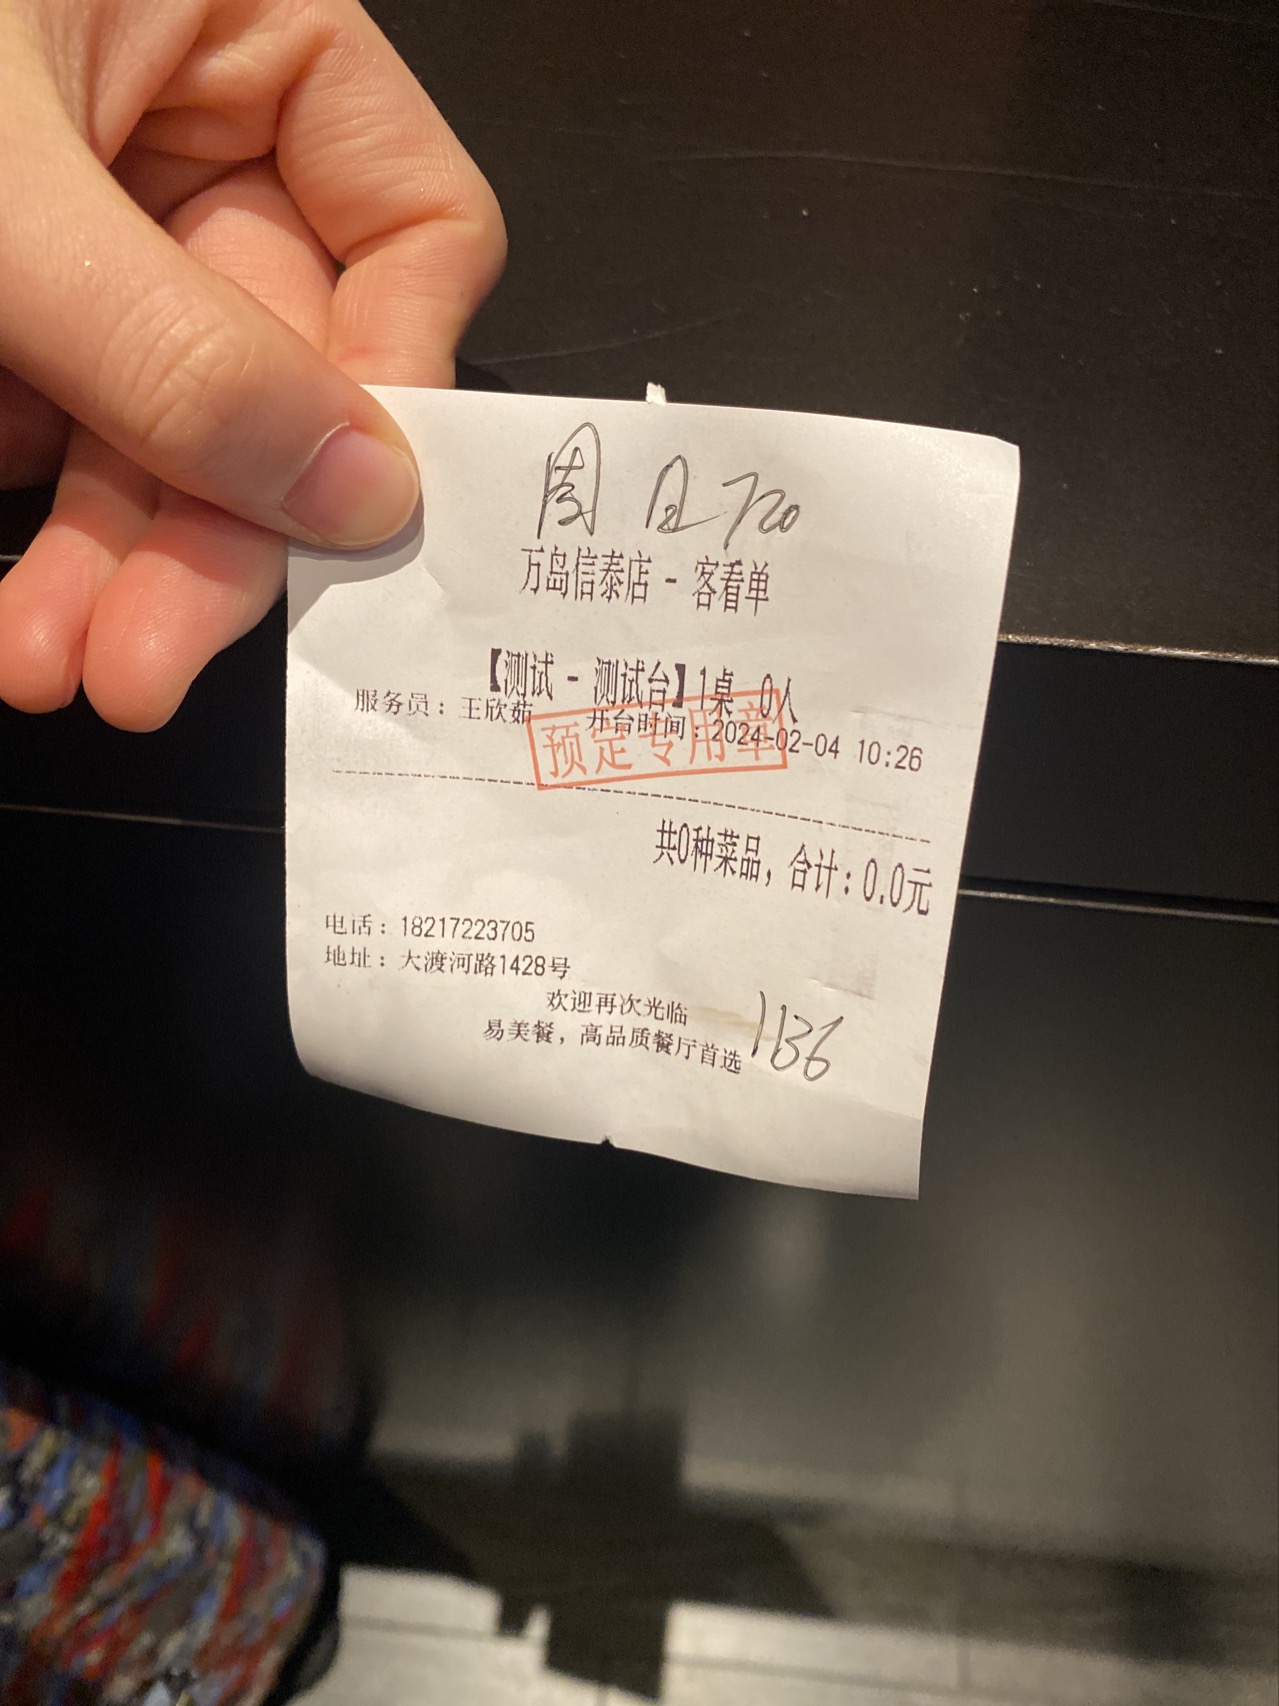 周日 720
万岛信泰店 - 客看单
【测试 - 测试台】1桌 0人
服务员：王欣茹 开台时间：2024-02-04 10:26
预定专用章
共0种菜品，合计：0.0元
电话：18217223705
地址：大渡河路1428号
欢迎再次光临
易美餐，高品质餐厅首选
1136